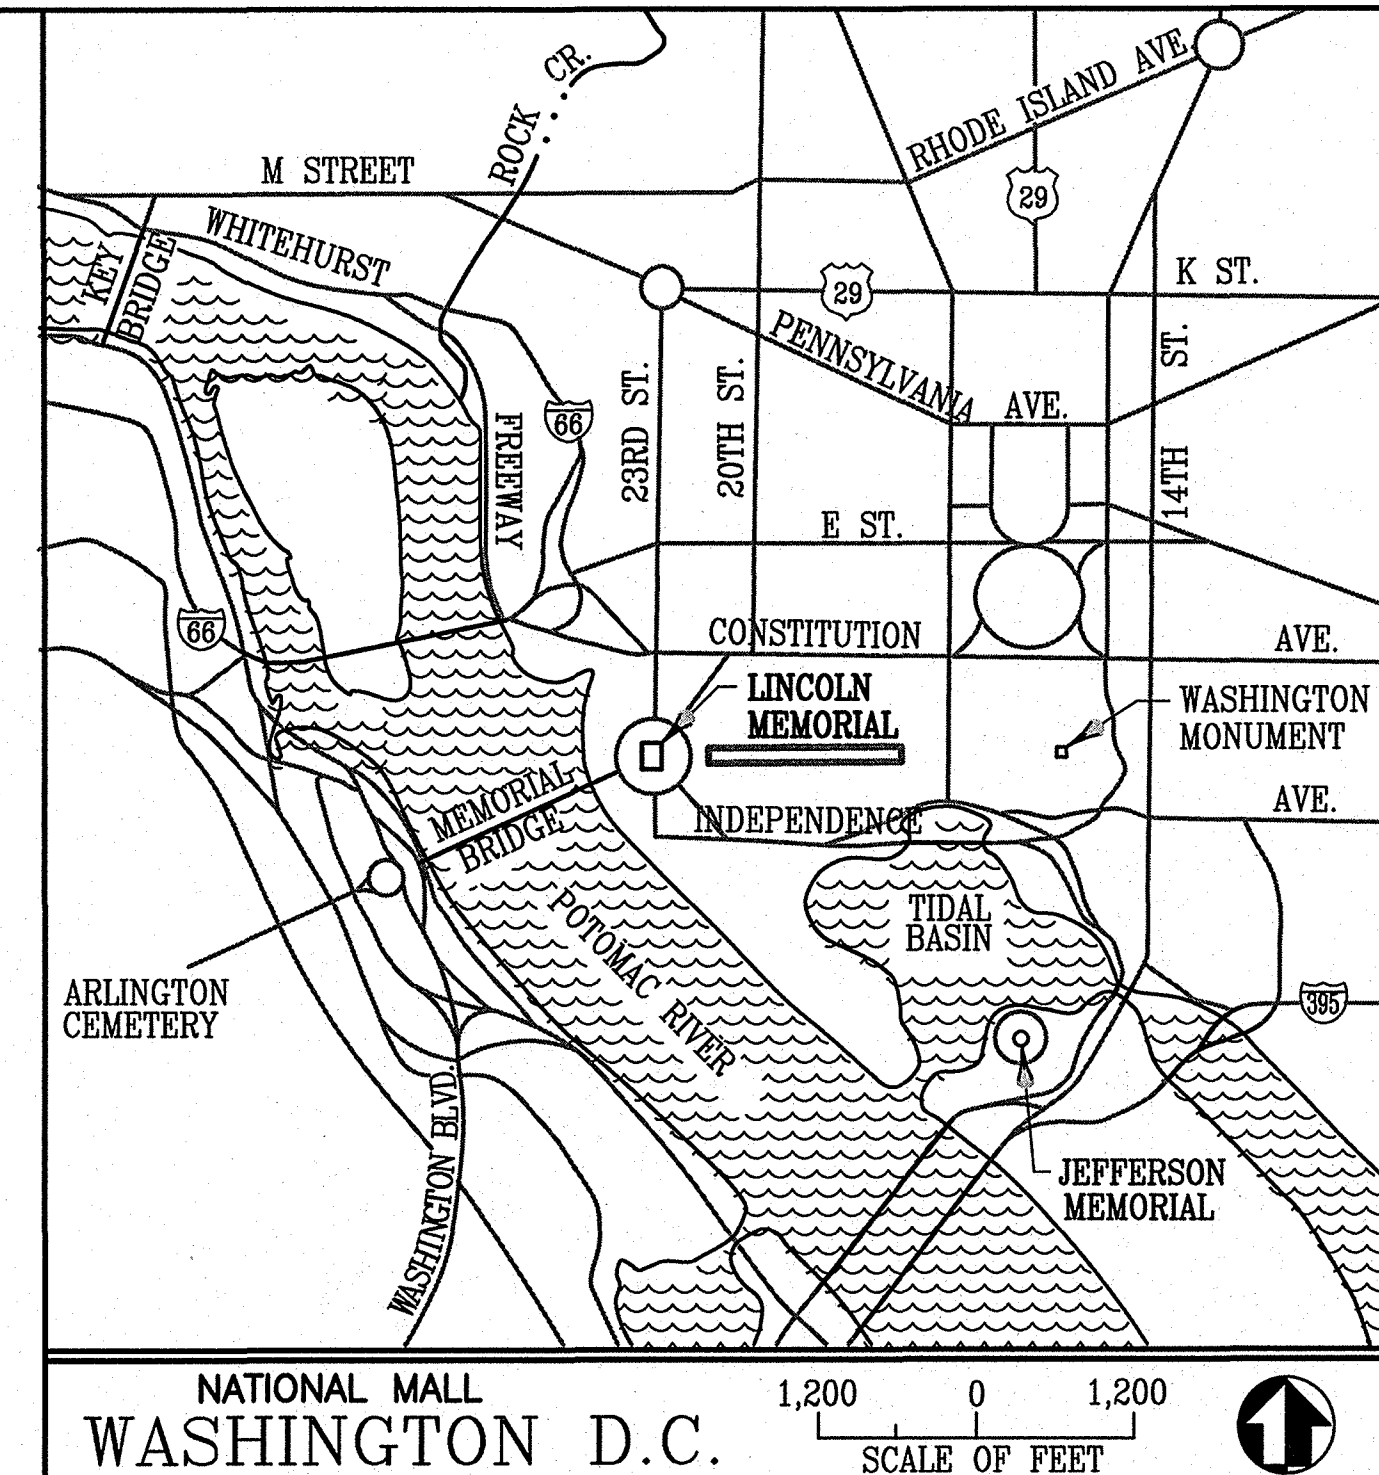 ROCK CR.
RHODE ISLAND AVE.
M STREET
29
WHITEHURST
KEY
BRIDGE
K ST.
29
PENNSYLVANIA
AVE.
23RD ST.
20TH ST.
14TH ST.
66
FREEWAY
E ST.
66
CONSTITUTION
AVE.
LINCOLN
MEMORIAL
WASHINGTON
MONUMENT
MEMORIAL
BRIDGE
INDEPENDENCE
AVE.
POTOMAC RIVER
TIDAL
BASIN
ARLINGTON
CEMETERY
395
WASHINGTON BLVD.
JEFFERSON
MEMORIAL
NATIONAL MALL
WASHINGTON D.C.
1,200 0 1,200
SCALE OF FEET